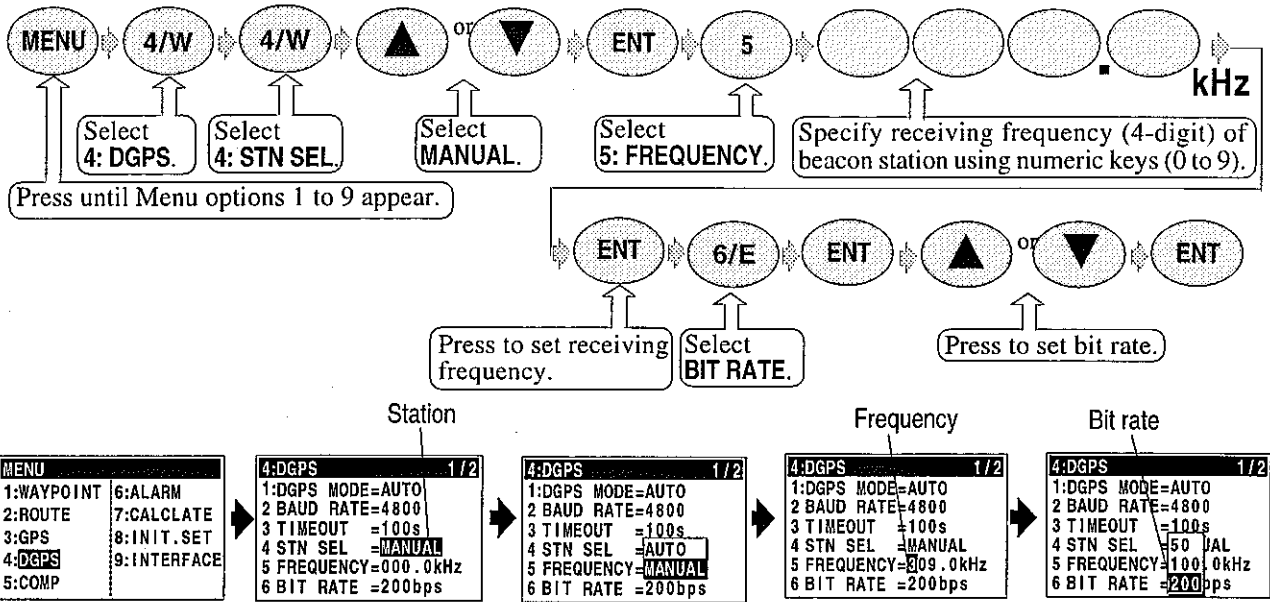 MENU 4/W 4/W ▲ or ▼ ENT 5 . kHz
Select
4: DGPS.
Select
4: STN SEL.
Select
MANUAL.
Select
5: FREQUENCY.
Specify receiving frequency (4-digit) of
beacon station using numeric keys (0 to 9).
Press until Menu options 1 to 9 appear.
ENT 6/E ENT ▲ or ▼ ENT
Press to set receiving
frequency.
Select
BIT RATE.
Press to set bit rate.
Station
Frequency
Bit rate
MENU
1:WAYPOINT 6:ALARM
2:ROUTE 7:CALCLATE
3:GPS 8:INIT.SET
4:DGPS 9:INTERFACE
5:COMP
4:DGPS 1/2
1:DGPS MODE=AUTO
2 BAUD RATE=4800
3 TIMEOUT =100s
4 STN SEL =MANUAL
5 FREQUENCY=000.0kHz
6 BIT RATE =200bps
4:DGPS 1/2
1:DGPS MODE=AUTO
2 BAUD RATE=4800
3 TIMEOUT =100s
4 STN SEL =AUTO
5 FREQUENCY=MANUAL
6 BIT RATE =200bps
4:DGPS 1/2
1:DGPS MODE=AUTO
2 BAUD RATE=4800
3 TIMEOUT =100s
4 STN SEL =MANUAL
5 FREQUENCY=309.0kHz
6 BIT RATE =200bps
4:DGPS 1/2
1:DGPS MODE=AUTO
2 BAUD RATE=4800
3 TIMEOUT =100s
4 STN SEL =50 UAL
5 FREQUENCY=100.0kHz
6 BIT RATE =200bps